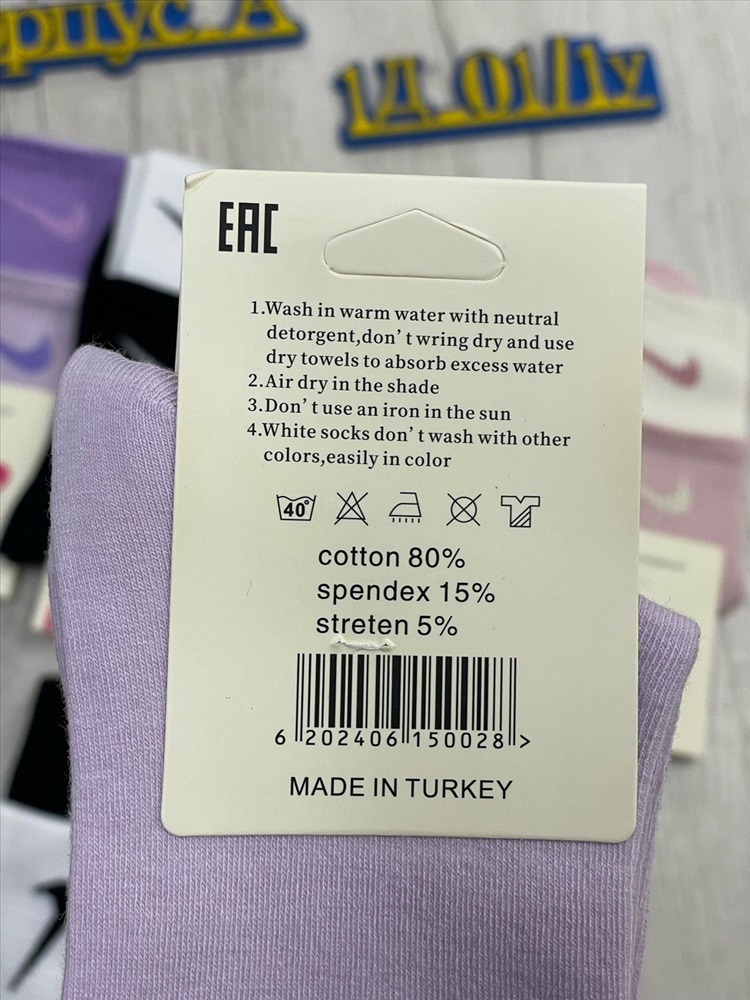 орпус А
1Д 01/1у
EAC
1.Wash in warm water with neutral
detorgent,don't wring dry and use
dry towels to absorb excess water
2.Air dry in the shade
3.Don't use an iron in the sun
4.White socks don't wash with other
colors,easily in color
40°
cotton 80%
spendex 15%
streten 5%
6 202406 150028 >
MADE IN TURKEY